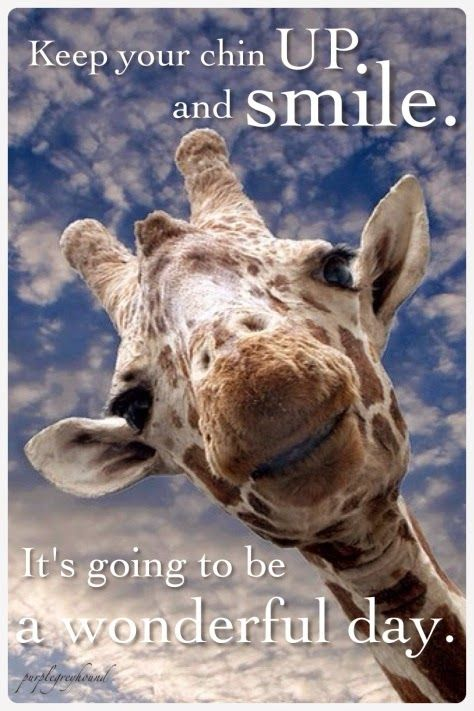 Keep your chin UP
and smile.
It's going to be
a wonderful day.
purplegreyhound